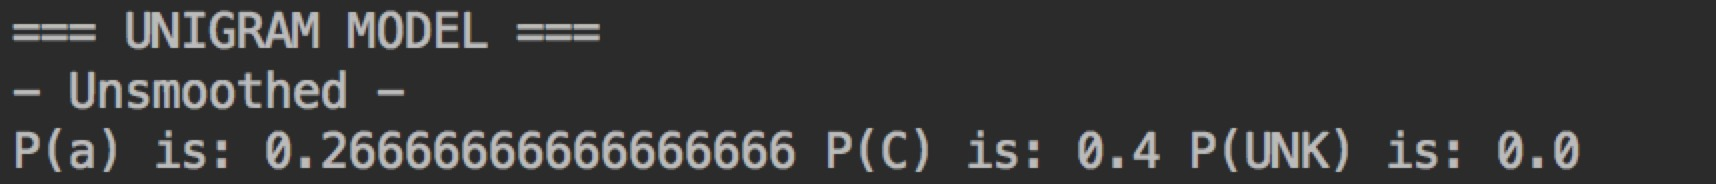 === UNIGRAM MODEL ===
- Unsmoothed -
P(a) is: 0.26666666666666666 P(C) is: 0.4 P(UNK) is: 0.0